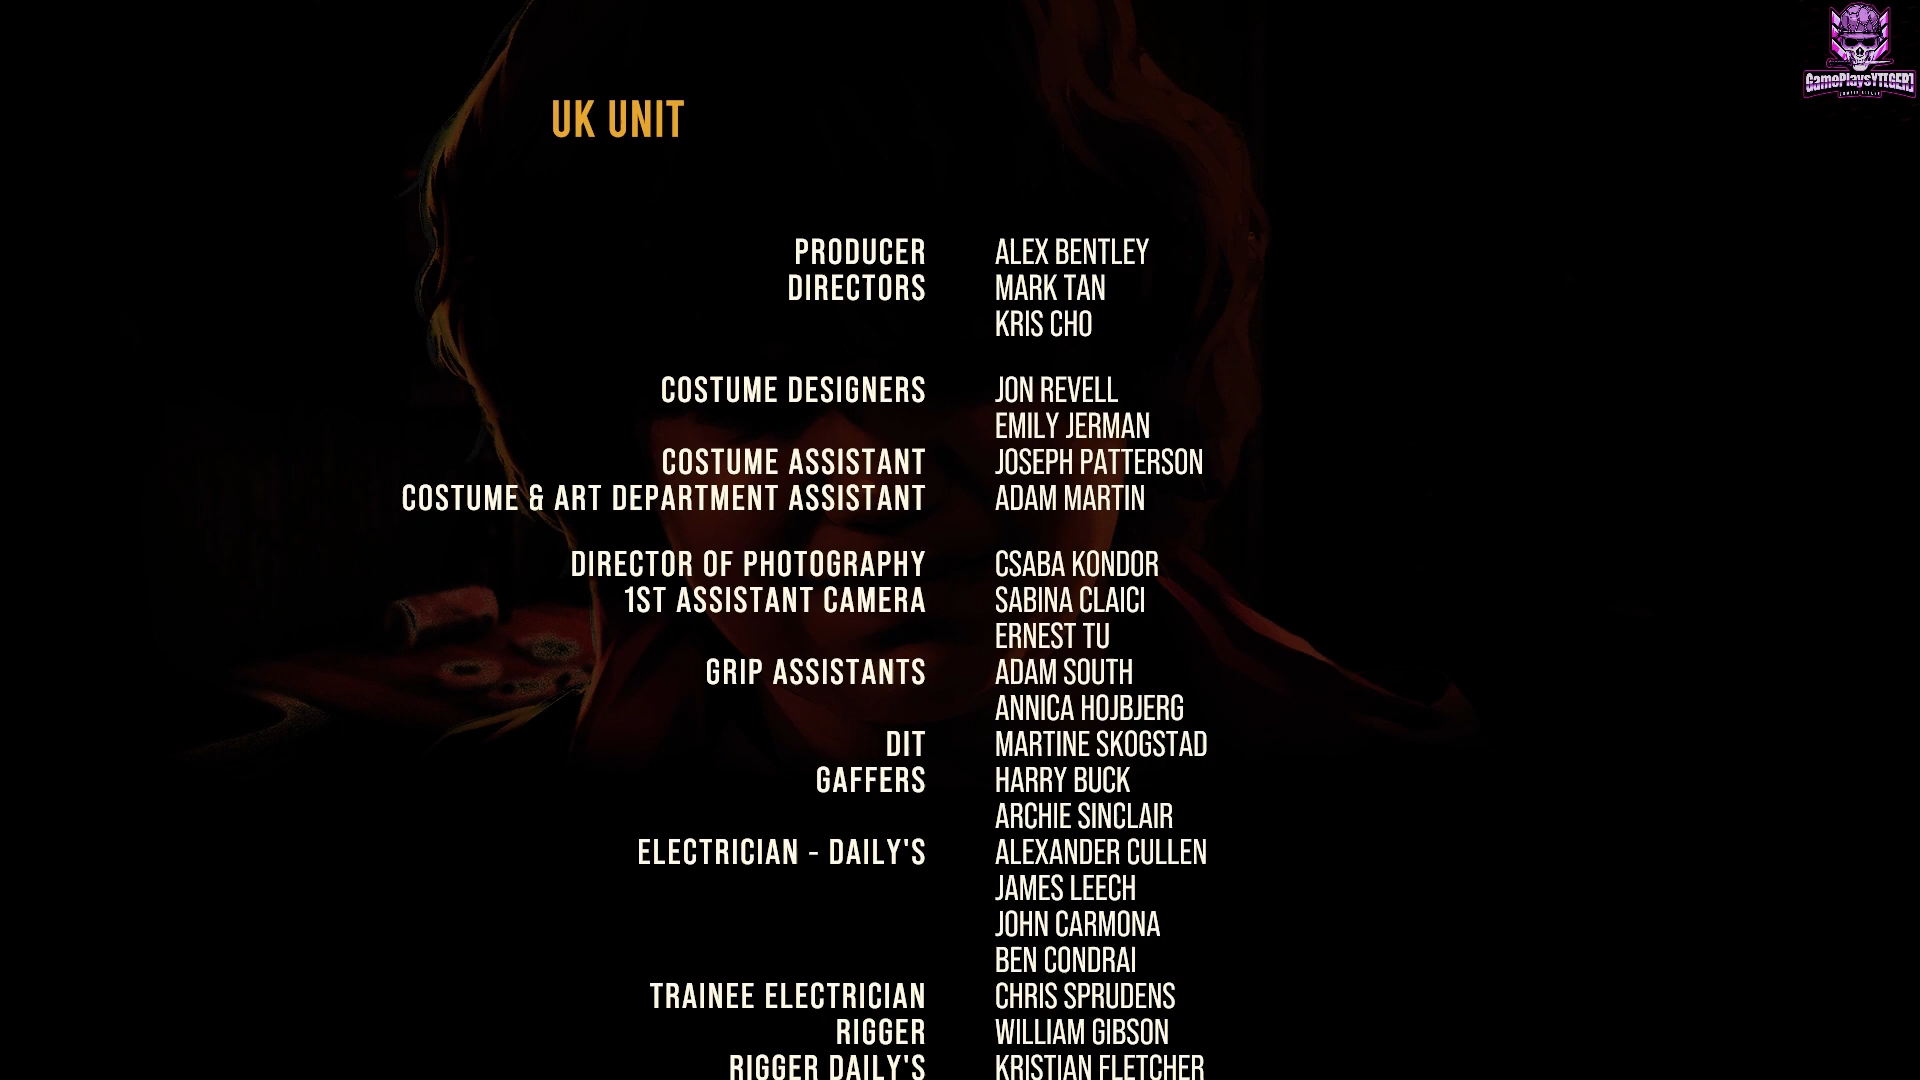 GamePlaysYTTGER1
UK UNIT
PRODUCER ALEX BENTLEY
DIRECTORS MARK TAN
KRIS CHO
COSTUME DESIGNERS JON REVELL
EMILY JERMAN
COSTUME ASSISTANT JOSEPH PATTERSON
COSTUME & ART DEPARTMENT ASSISTANT ADAM MARTIN
DIRECTOR OF PHOTOGRAPHY CSABA KONDOR
1ST ASSISTANT CAMERA SABINA CLAICI
ERNEST TU
GRIP ASSISTANTS ADAM SOUTH
ANNICA HOJBJERG
DIT MARTINE SKOGSTAD
GAFFERS HARRY BUCK
ARCHIE SINCLAIR
ELECTRICIAN - DAILY'S ALEXANDER CULLEN
JAMES LEECH
JOHN CARMONA
BEN CONDRAI
TRAINEE ELECTRICIAN CHRIS SPRUDENS
RIGGER WILLIAM GIBSON
RIGGER DAILY'S KRISTIAN FLETCHER